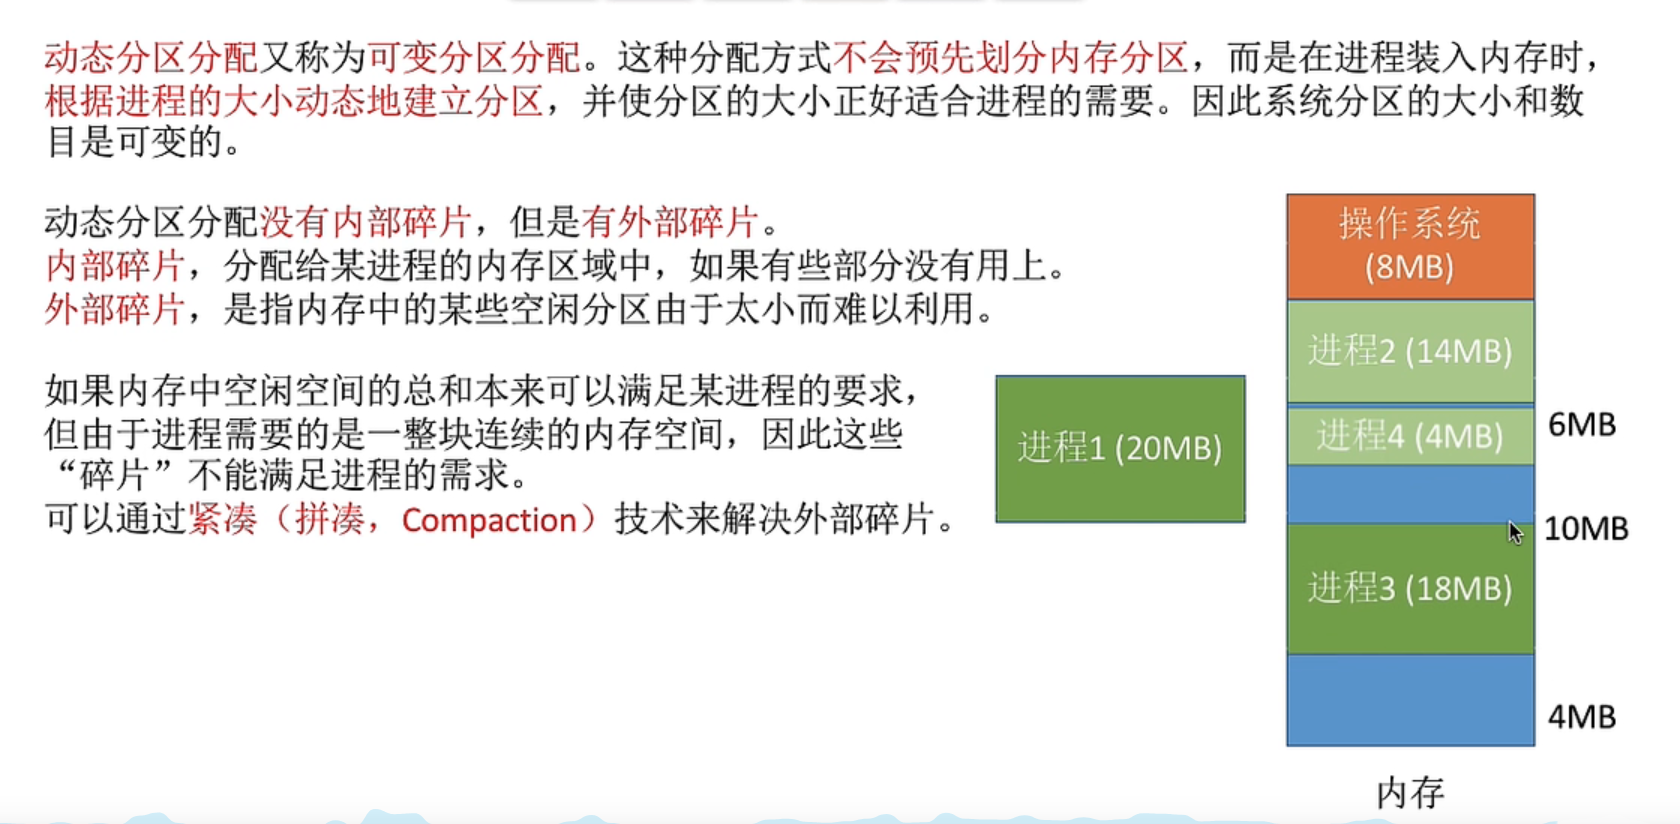 动态分区分配又称为可变分区分配。这种分配方式不会预先划分内存分区，而是在进程装入内存时，
根据进程的大小动态地建立分区，并使分区的大小正好适合进程的需要。因此系统分区的大小和数
目是可变的。
动态分区分配没有内部碎片，但是有外部碎片。
内部碎片，分配给某进程的内存区域中，如果有些部分没有用上。
外部碎片，是指内存中的某些空闲分区由于太小而难以利用。
如果内存中空闲空间的总和本来可以满足某进程的要求，
但由于进程需要的是一整块连续的内存空间，因此这些
“碎片”不能满足进程的需求。
可以通过紧凑（拼凑，Compaction）技术来解决外部碎片。
进程1 (20MB)
操作系统
(8MB)
进程2 (14MB)
进程4 (4MB)
6MB
10MB
进程3 (18MB)
4MB
内存